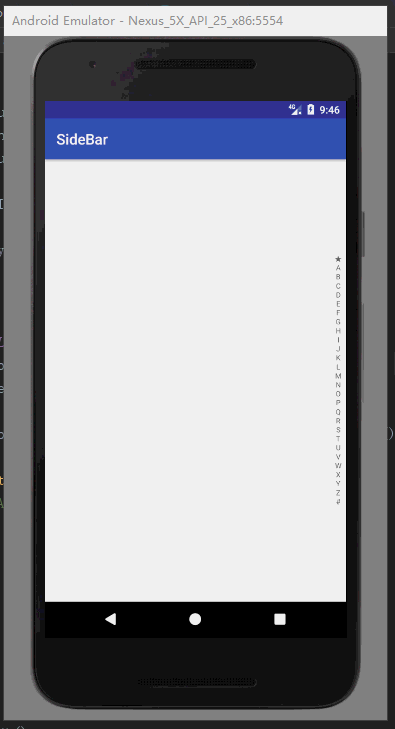 Android Emulator - Nexus_5X_API_25_x86:5554
4G 9:46
SideBar
★
A
B
C
D
E
F
G
H
I
J
K
L
M
N
O
P
Q
R
S
T
U
V
W
X
Y
Z
#